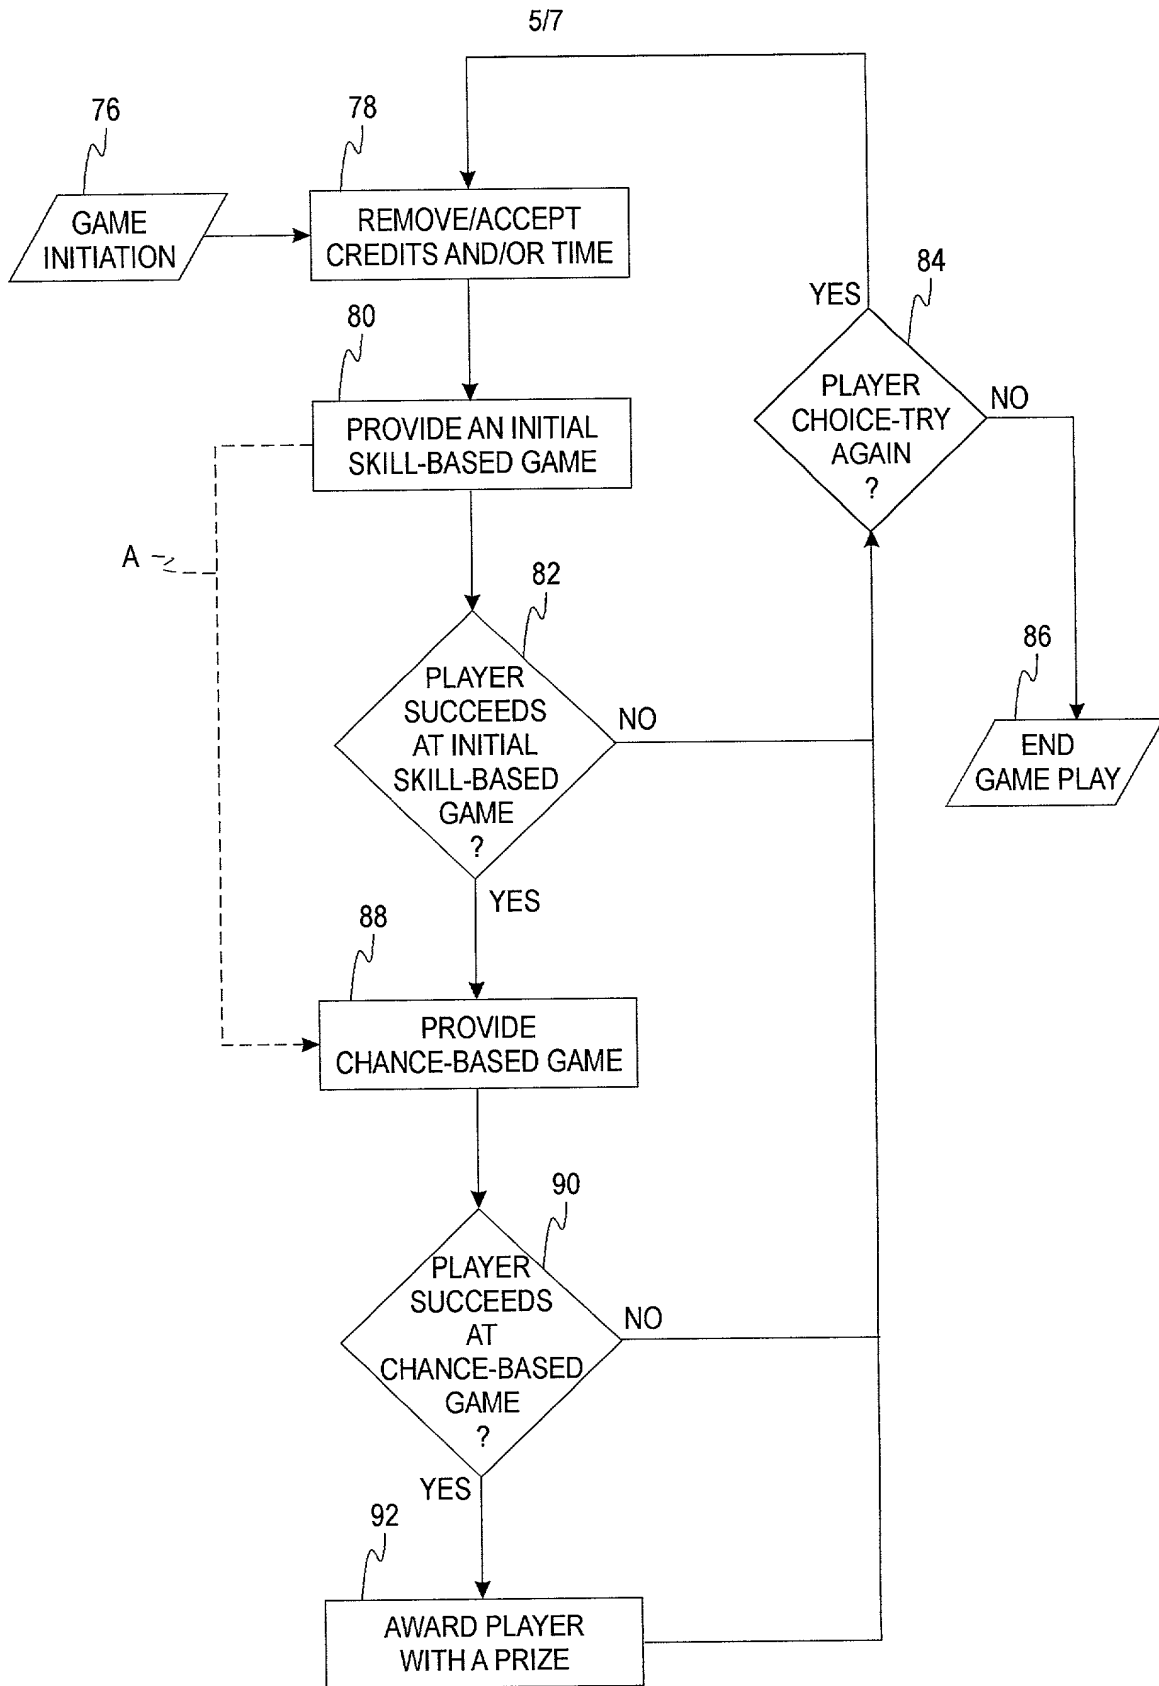 5/7
76
78
GAME
INITIATION
REMOVE/ACCEPT
CREDITS AND/OR TIME
80
84
YES
PROVIDE AN INITIAL
SKILL-BASED GAME
PLAYER
CHOICE-TRY
AGAIN
?
NO
A
82
PLAYER
SUCCEEDS
AT INITIAL
SKILL-BASED
GAME
?
NO
86
END
GAME PLAY
YES
88
PROVIDE
CHANCE-BASED GAME
90
PLAYER
SUCCEEDS
AT
CHANCE-BASED
GAME
?
NO
YES
92
AWARD PLAYER
WITH A PRIZE